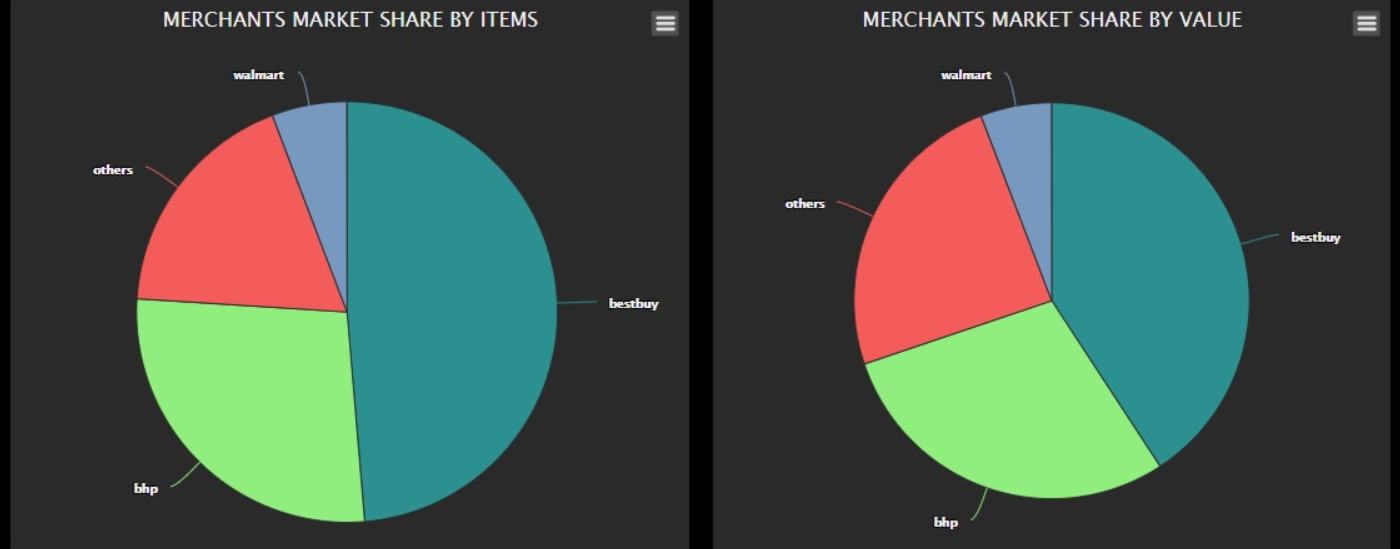 MERCHANTS MARKET SHARE BY ITEMS
walmart
others
bestbuy
bhp
MERCHANTS MARKET SHARE BY VALUE
walmart
others
bestbuy
bhp